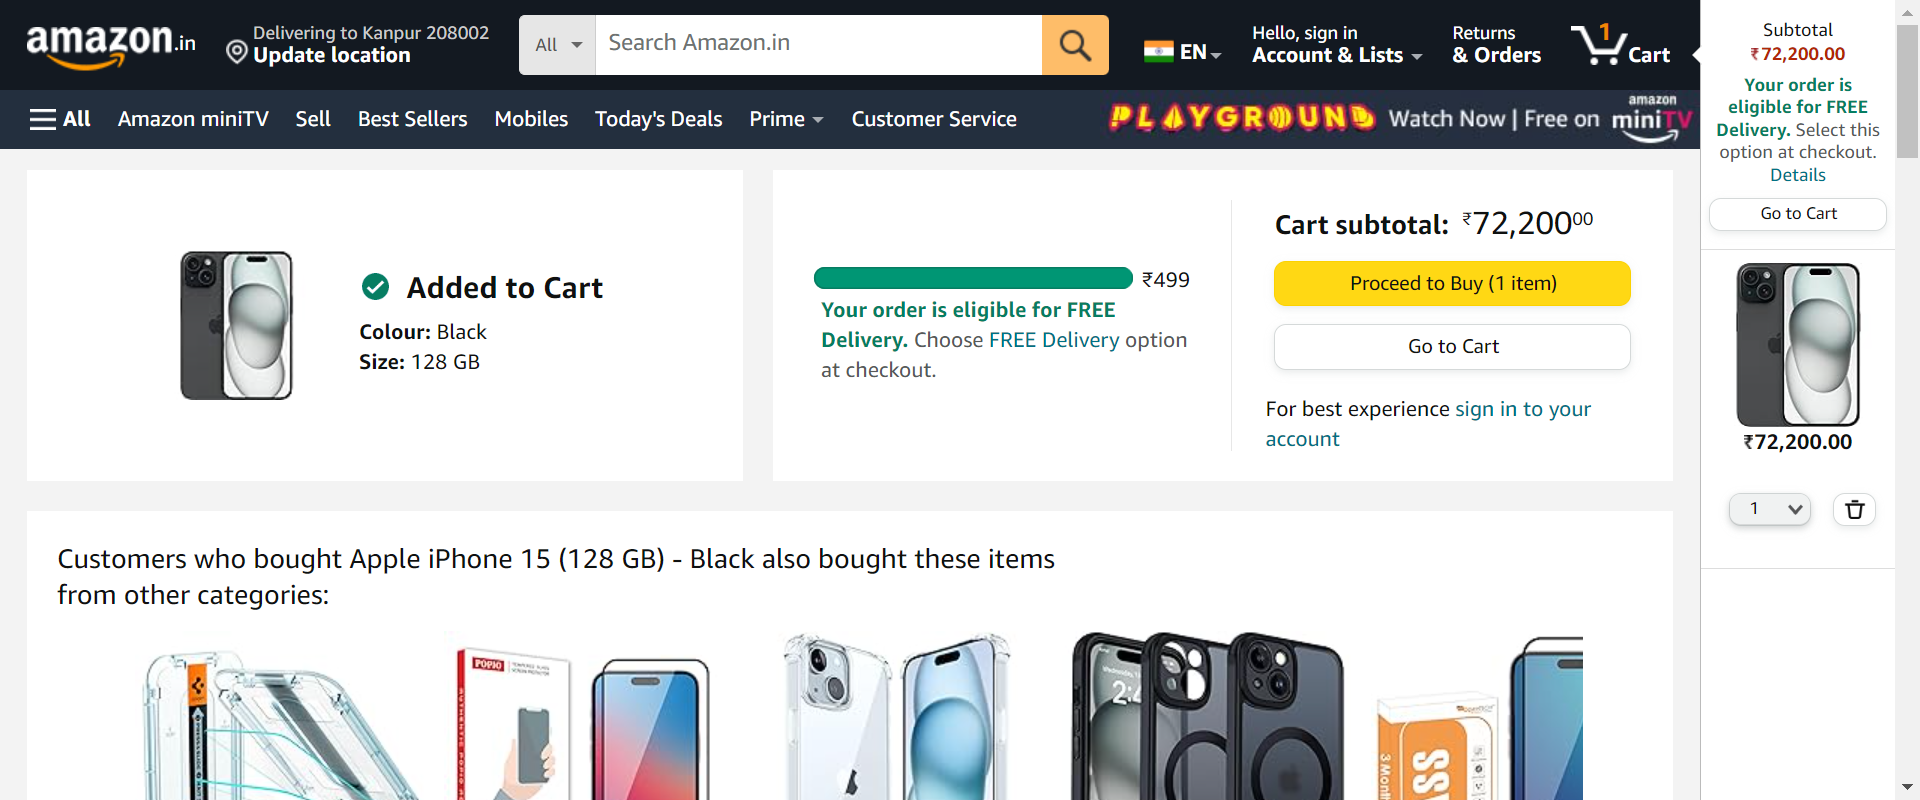 amazon.in
Delivering to Kanpur 208002
Update location
All
Search Amazon.in
EN
Hello, sign in
Account & Lists
Returns
& Orders
1
Cart
All
Amazon miniTV
Sell
Best Sellers
Mobiles
Today's Deals
Prime
Customer Service
PLAYGROUND
Watch Now | Free on
amazon
miniTV
Subtotal
₹72,200.00
Your order is
eligible for FREE
Delivery. Select this
option at checkout.
Details
Go to Cart
₹72,200.00
1
Added to Cart
Colour: Black
Size: 128 GB
₹499
Your order is eligible for FREE
Delivery. Choose FREE Delivery option
at checkout.
Cart subtotal: ₹72,20000
Proceed to Buy (1 item)
Go to Cart
For best experience sign in to your
account
Customers who bought Apple iPhone 15 (128 GB) - Black also bought these items
from other categories:
POPIO
2:4
3 Month